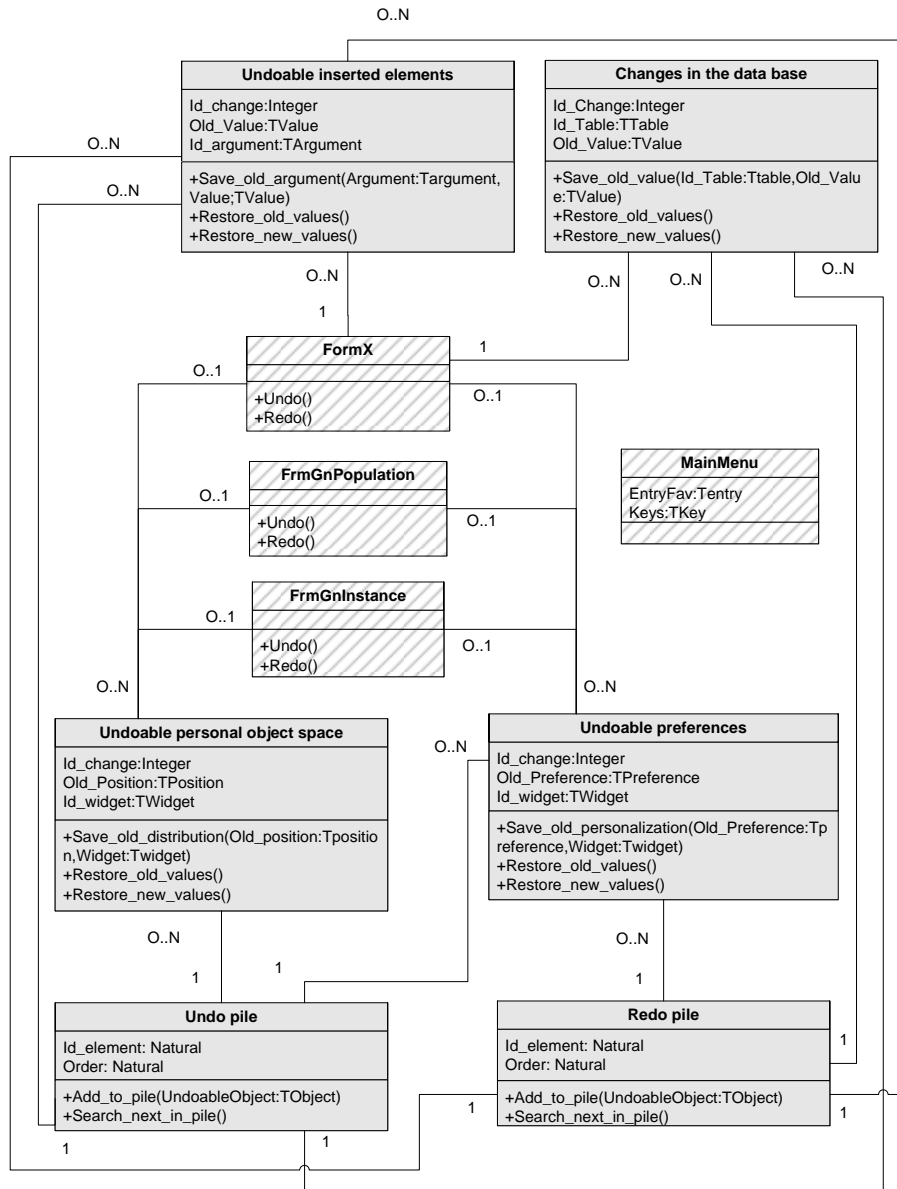 O..N
Undoable inserted elements
Id_change:Integer
Old_Value:TValue
Id_argument:TArgument
+Save_old_argument(Argument:Targument,
Value;TValue)
+Restore_old_values()
+Restore_new_values()
Changes in the data base
Id_Change:Integer
Id_Table:TTable
Old_Value:TValue
+Save_old_value(Id_Table:Ttable,Old_Valu
e:TValue)
+Restore_old_values()
+Restore_new_values()
O..N
O..N
O..N
1
O..N
O..N
O..N
1
FormX
+Undo()
+Redo()
O..1
O..1
FrmGnPopulation
+Undo()
+Redo()
O..1
O..1
MainMenu
EntryFav:Tentry
Keys:TKey
FrmGnInstance
+Undo()
+Redo()
O..1
O..1
O..N
O..N
Undoable personal object space
Id_change:Integer
Old_Position:TPosition
Id_widget:TWidget
+Save_old_distribution(Old_position:Tpositio
n,Widget:Twidget)
+Restore_old_values()
+Restore_new_values()
O..N
Undoable preferences
Id_change:Integer
Old_Preference:TPreference
Id_widget:TWidget
+Save_old_personalization(Old_Preference:Tp
reference,Widget:Twidget)
+Restore_old_values()
+Restore_new_values()
O..N
1
1
O..N
1
Undo pile
Id_element: Natural
Order: Natural
+Add_to_pile(UndoableObject:TObject)
+Search_next_in_pile()
Redo pile
Id_element: Natural
Order: Natural
+Add_to_pile(UndoableObject:TObject)
+Search_next_in_pile()
1
1
1
1
1